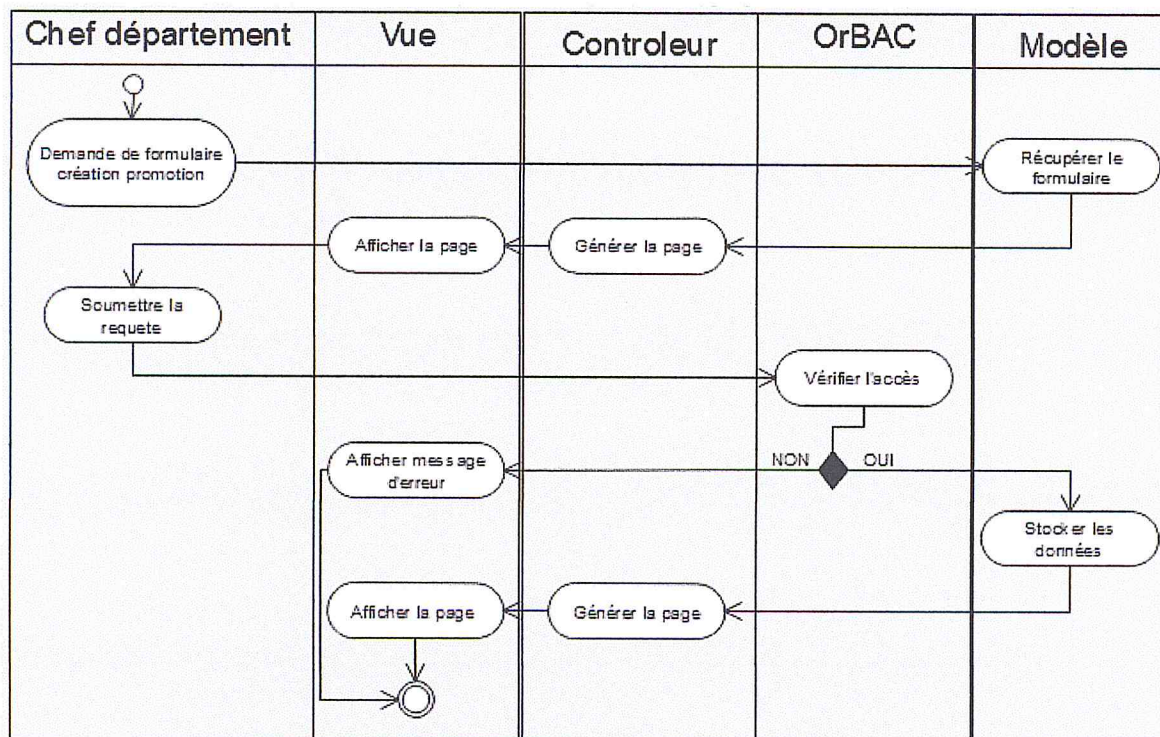 Chef département
Vue
Controleur
OrBAC
Modèle
Demande de formulaire
création promotion
Récupérer le
formulaire
Afficher la page
Générer la page
Soumettre la
requete
Vérifier l'accès
Afficher message
d'erreur
NON
OUI
Stocker les
données
Afficher la page
Générer la page